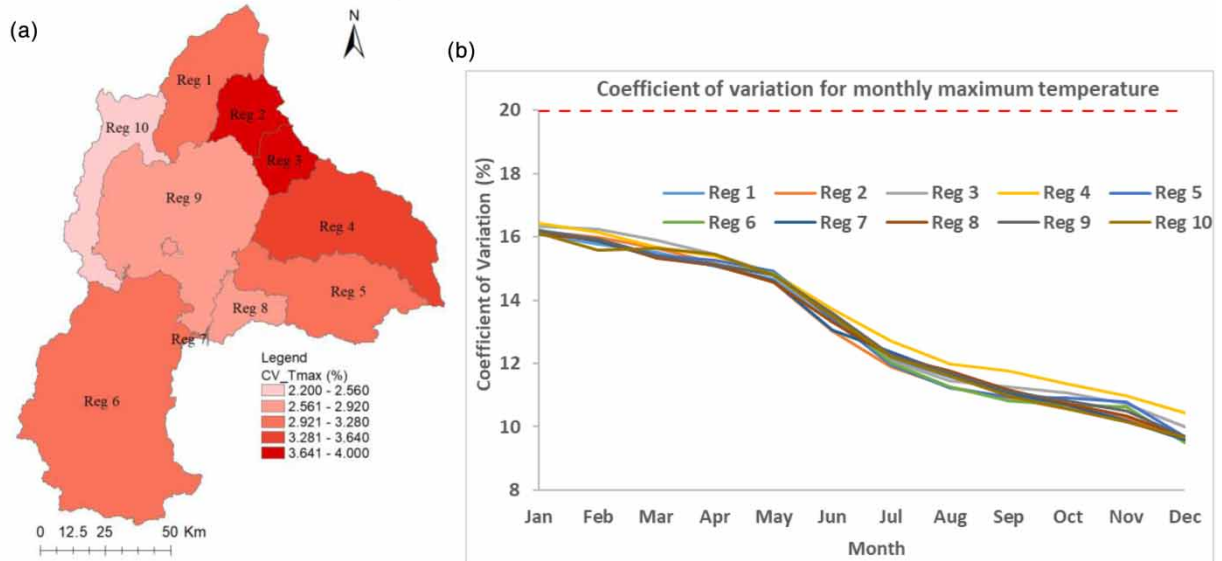 (a)
N
Reg 1
Reg 2
Reg 10
Reg 3
Reg 9
Reg 4
Reg 5
Reg 8
Reg 7
Reg 6
Legend
CV_Tmax (%)
2.200 - 2.560
2.561 - 2.920
2.921 - 3.280
3.281 - 3.640
3.641 - 4.000
0 12.5 25 50 Km
(b)
Coefficient of variation for monthly maximum temperature
Coefficient of Variation (%)
20
18
16
14
12
10
8
Reg 1 Reg 2 Reg 3 Reg 4 Reg 5
Reg 6 Reg 7 Reg 8 Reg 9 Reg 10
Jan Feb Mar Apr May Jun Jul Aug Sep Oct Nov Dec
Month